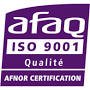 afaq
ISO 9001
Qualité
AFNOR CERTIFICATION